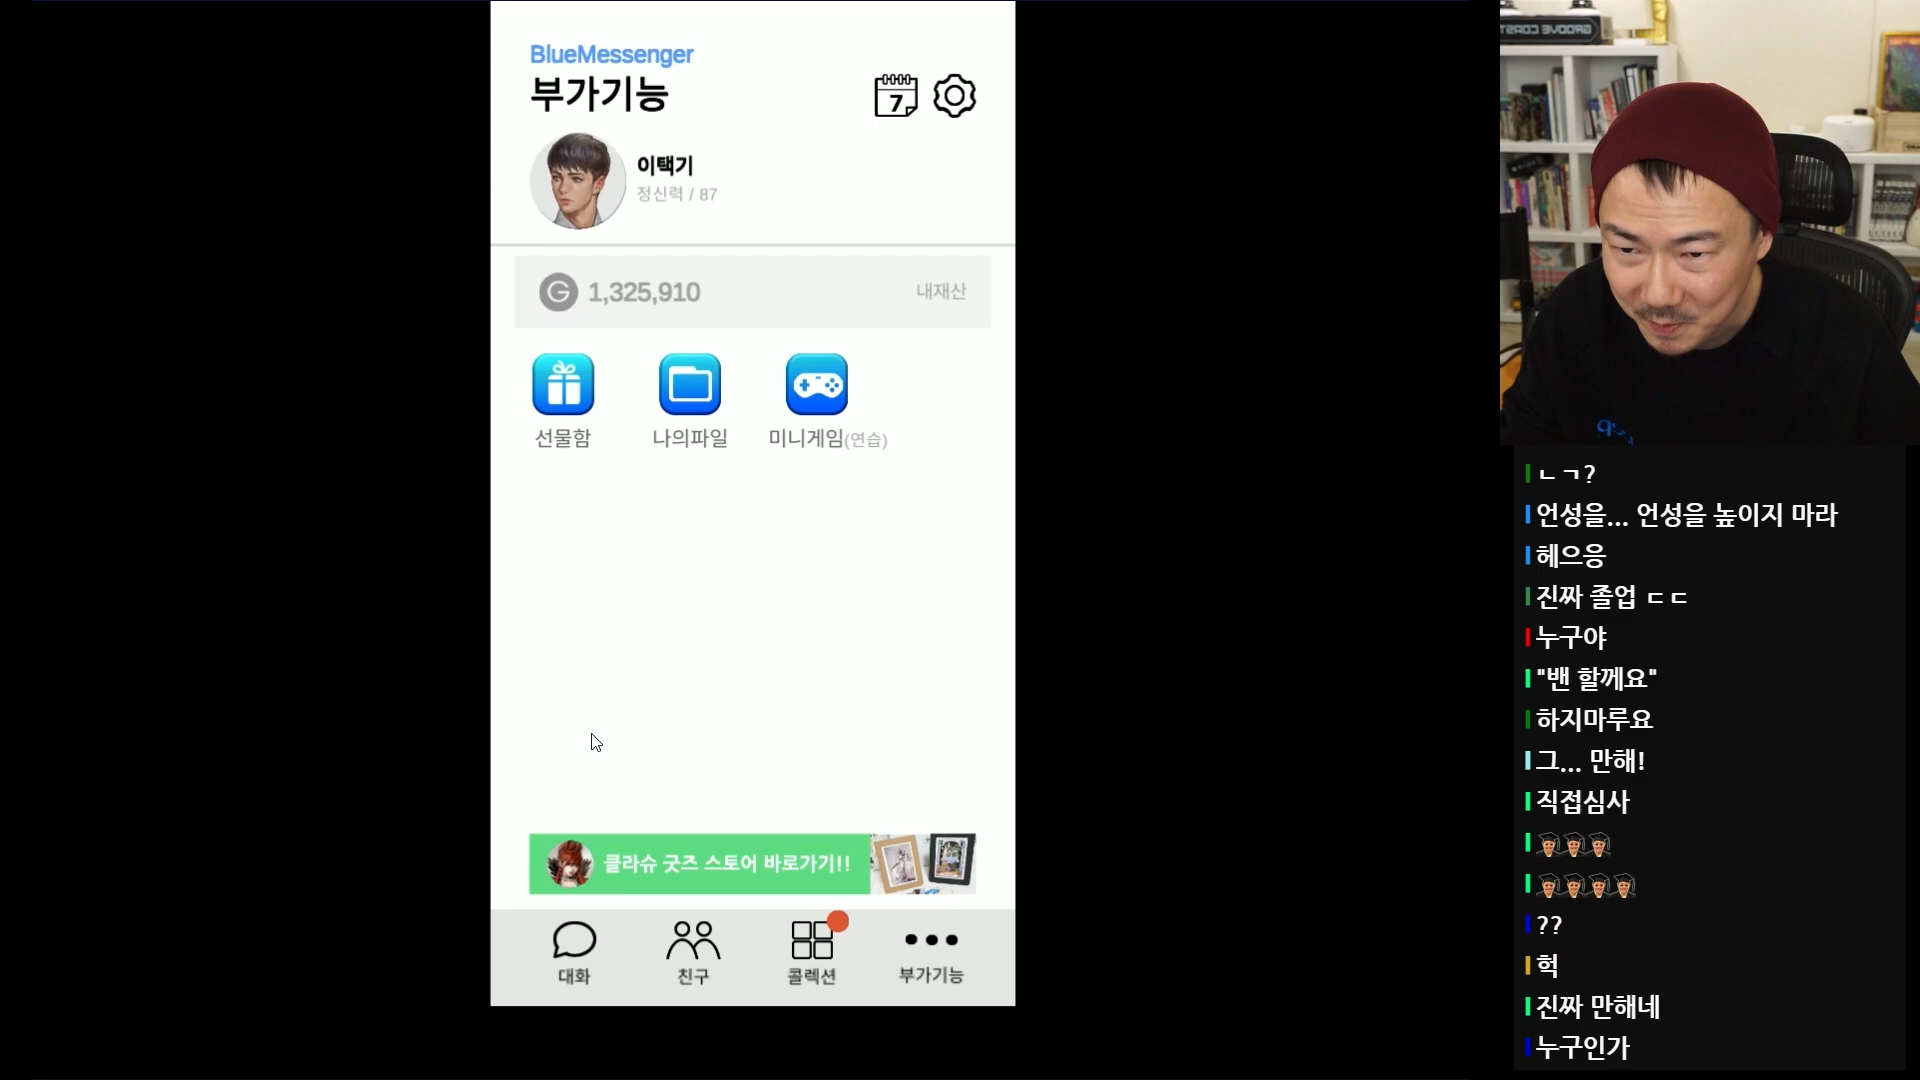 BlueMessenger
부가기능
7
이택기
정신력 / 87
G 1,325,910
내재산
선물함
나의파일
미니게임(연습)
클라슈 굿즈 스토어 바로가기!!
대화
친구
콜렉션
부가기능
GROOVE COAST
ㄴㄱ?
언성을... 언성을 높이지 마라
헤으응
진짜 졸업 ㄷㄷ
누구야
"밴 할께요"
하지마루요
그... 만해!
직접심사
??
헉
진짜 만해네
누구인가